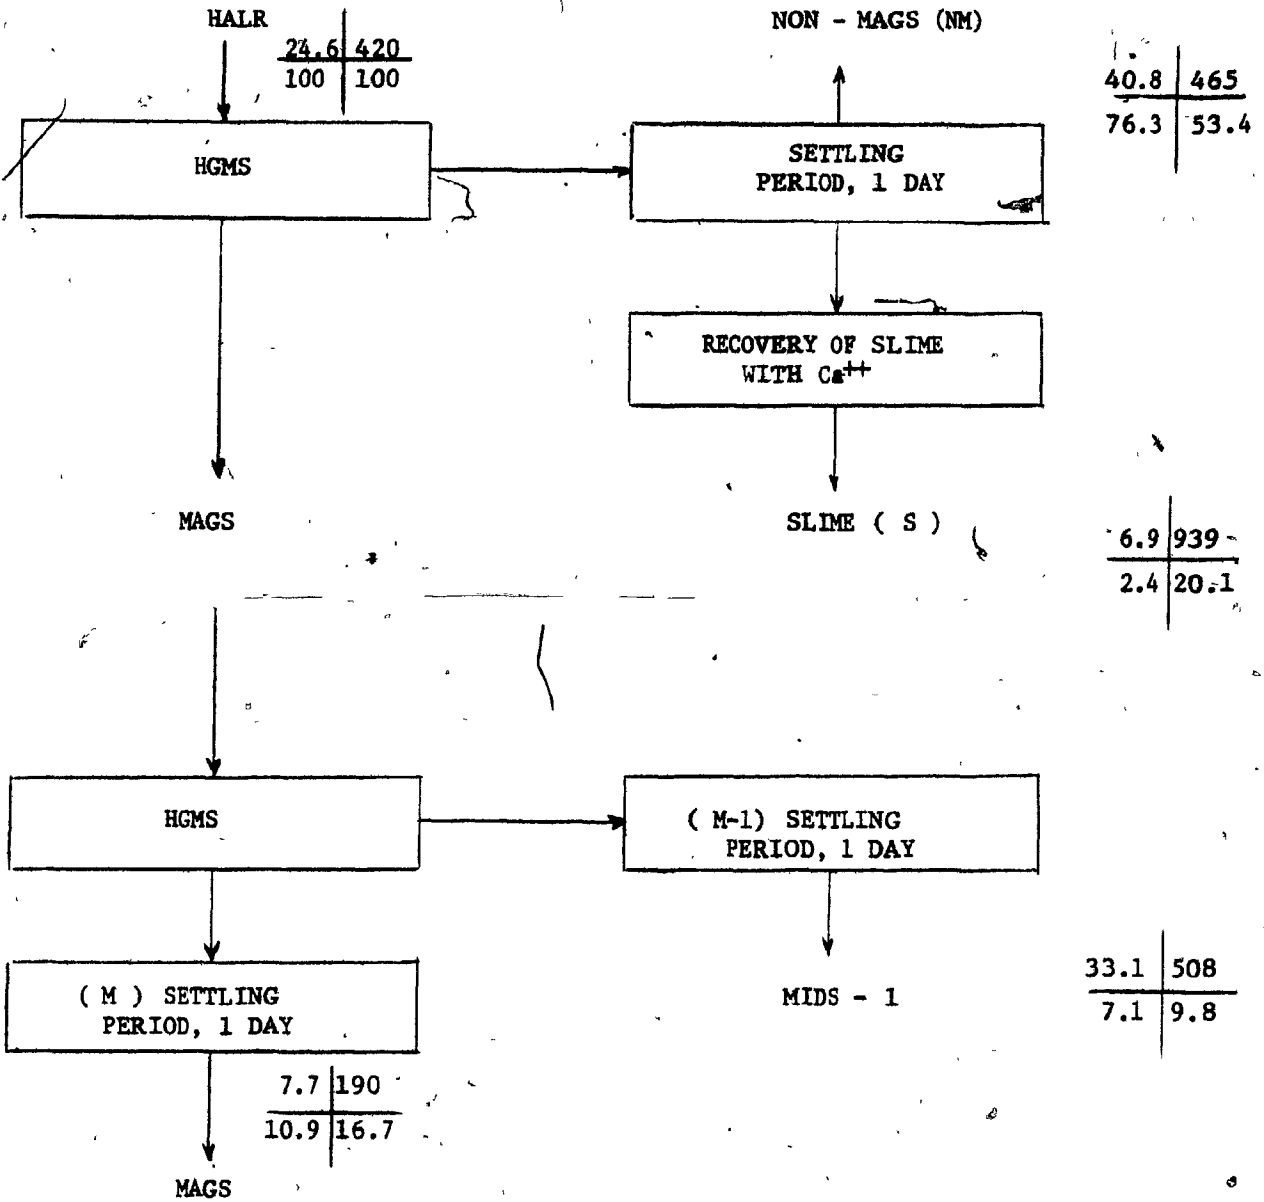 HALR
24.6 420
100 100
NON - MAGS (NM)
40.8 465
76.3 53.4
HGMS
SETTLING
PERIOD, 1 DAY
RECOVERY OF SLIME
WITH Ca++
MAGS
SLIME ( S )
6.9 939
2.4 20.1
HGMS
( M-1) SETTLING
PERIOD, 1 DAY
( M ) SETTLING
PERIOD, 1 DAY
MIDS - 1
33.1 508
7.1 9.8
7.7 190
10.9 16.7
MAGS